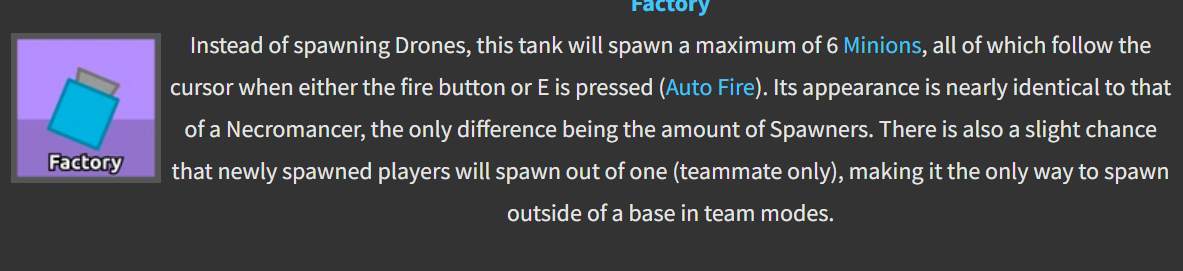 Factory
Instead of spawning Drones, this tank will spawn a maximum of 6 Minions, all of which follow the
cursor when either the fire button or E is pressed (Auto Fire). Its appearance is nearly identical to that
of a Necromancer, the only difference being the amount of Spawners. There is also a slight chance
that newly spawned players will spawn out of one (teammate only), making it the only way to spawn
outside of a base in team modes.
Factory